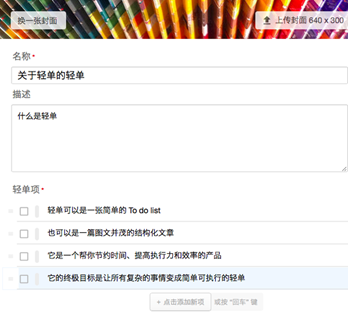 换一张封面
上传封面 640 x 300
名称*
关于轻单的轻单
描述
什么是轻单
轻单项*
轻单可以是一张简单的 To do list
也可以是一篇图文并茂的结构化文章
它是一个帮你节约时间、提高执行力和效率的产品
它的终极目标是让所有复杂的事情变成简单可执行的轻单
+ 点击添加新项 或按 "回车" 键